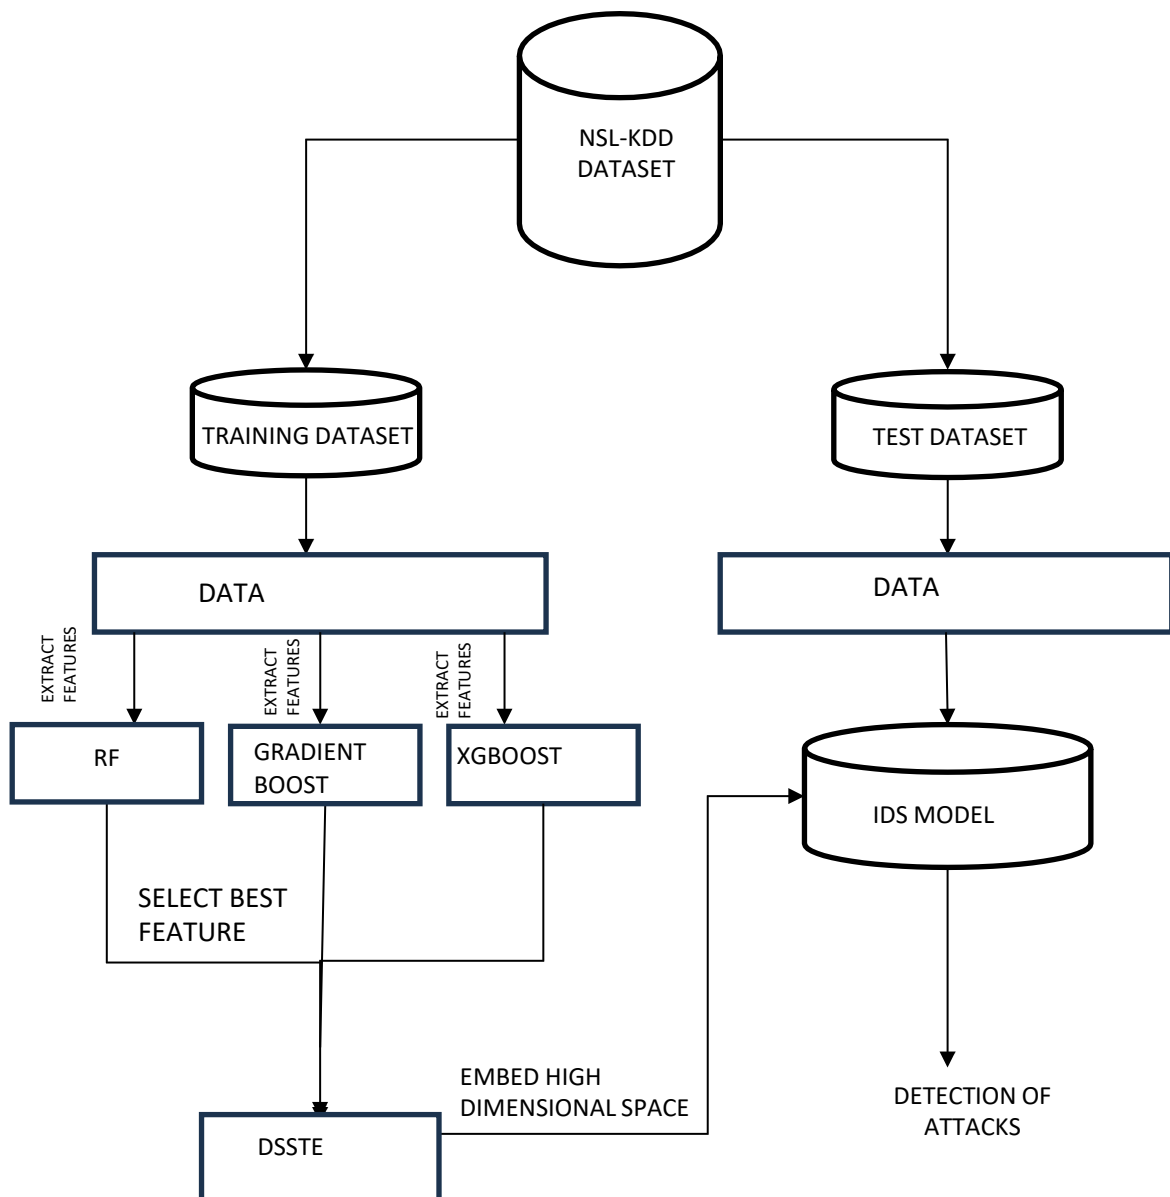 NSL-KDD
DATASET
TRAINING DATASET
TEST DATASET
DATA
DATA
EXTRACT
FEATURES
EXTRACT
FEATURES
EXTRACT
FEATURES
RF
GRADIENT
BOOST
XGBOOST
IDS MODEL
SELECT BEST
FEATURE
EMBED HIGH
DIMENSIONAL SPACE
DETECTION OF
ATTACKS
DSSTE